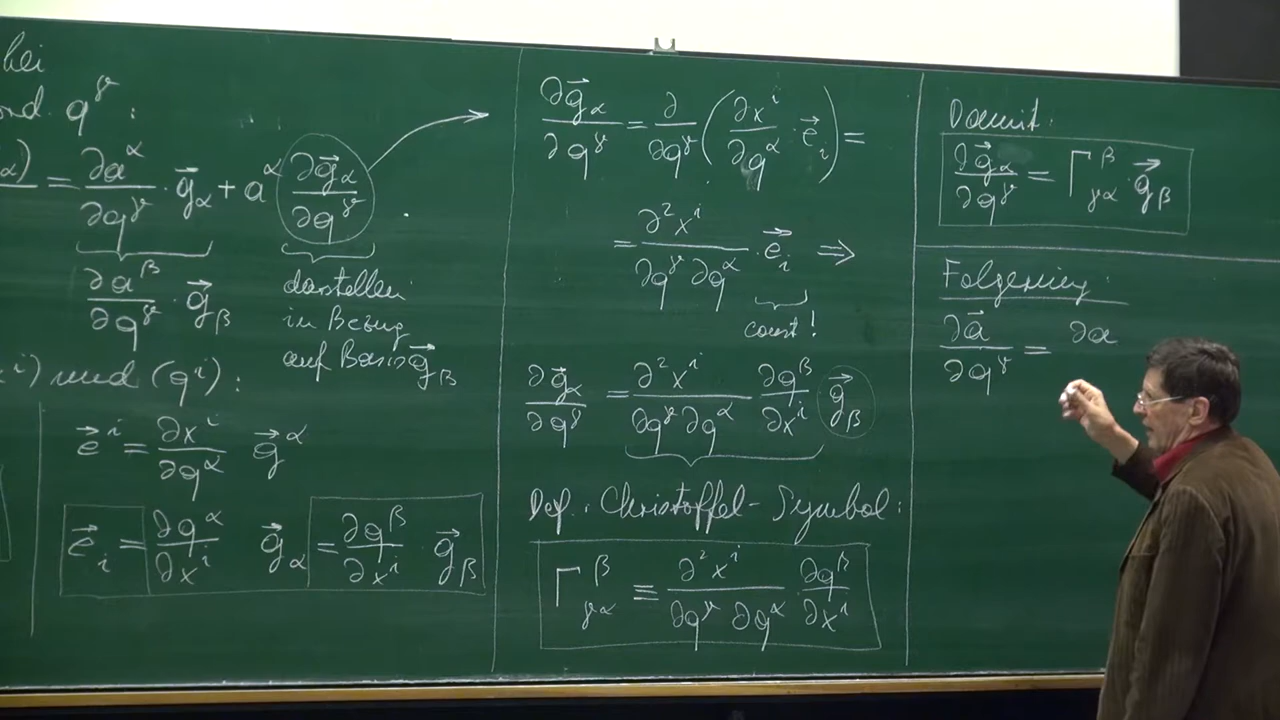 bei
q^γ :
α) = ∂a^α/∂q^γ · g⃗_α + a^α ∂g⃗_α/∂q^γ
∂a^β/∂q^γ · g⃗_β
darstellen
in Bezug
auf Basis g⃗_β
i) und (q^i) :
e⃗^i = ∂x^i/∂q^α g⃗^α
e⃗_i = ∂q^α/∂x^i g⃗_α = ∂q^β/∂x^i · g⃗_β
∂g⃗_α/∂q^γ = ∂/∂q^γ (∂x^i/∂q^α · e⃗_i) =
= ∂²x^i/∂q^γ ∂q^α · e⃗_i ⇒
const !
∂g⃗_α/∂q^γ = ∂²x^i/∂q^γ ∂q^α ∂q^β/∂x^i g⃗_β
Def.: Christoffel-Symbol:
Γ^β_γα ≡ ∂²x^i/∂q^γ ∂q^α · ∂q^β/∂x^i
Damit:
∂g⃗_α/∂q^γ = Γ^β_γα · g⃗_β
Folgerung:
∂a⃗/∂q^γ = ∂a